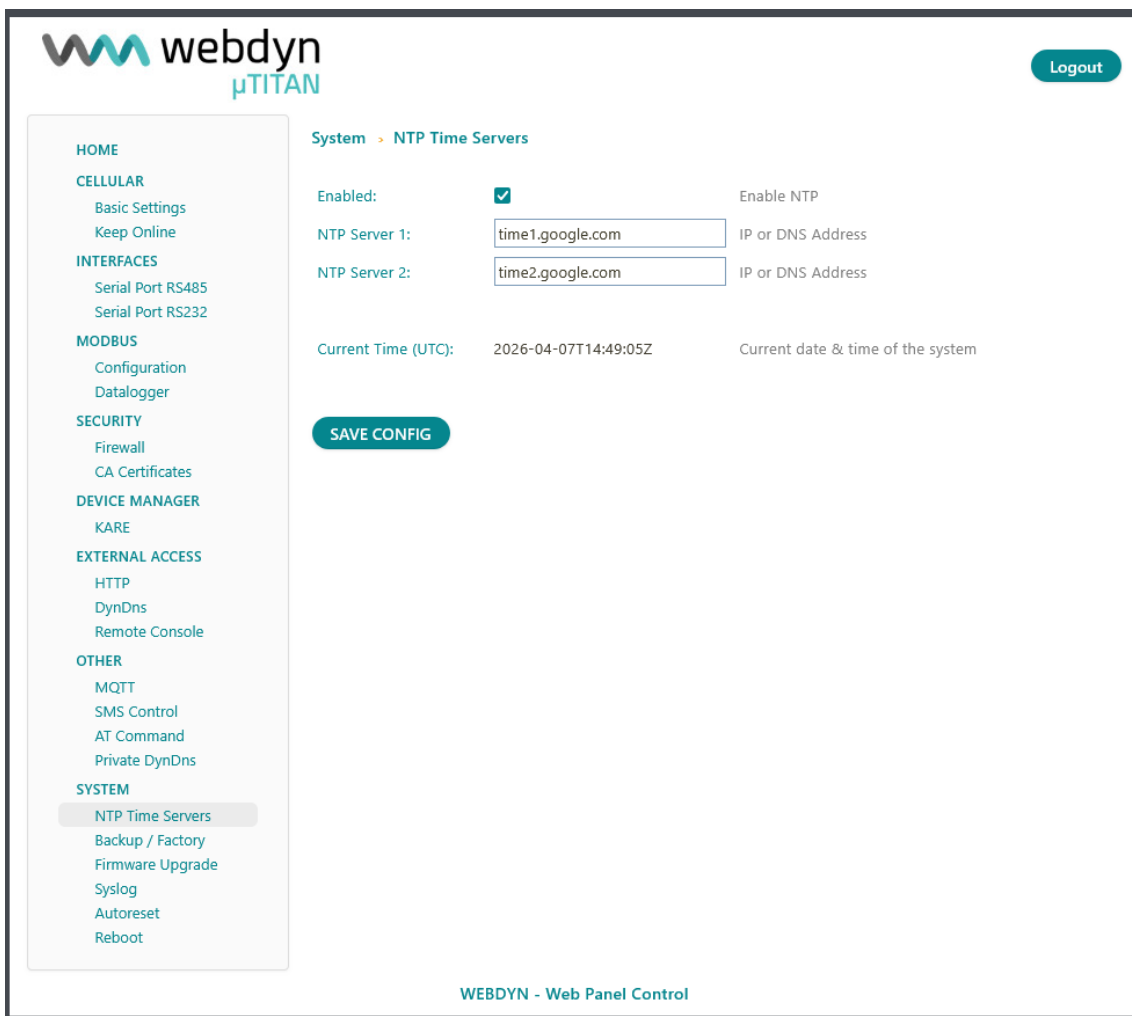 webdyn
μTITAN
Logout
HOME
CELLULAR
Basic Settings
Keep Online
INTERFACES
Serial Port RS485
Serial Port RS232
MODBUS
Configuration
Datalogger
SECURITY
Firewall
CA Certificates
DEVICE MANAGER
KARE
EXTERNAL ACCESS
HTTP
DynDns
Remote Console
OTHER
MQTT
SMS Control
AT Command
Private DynDns
SYSTEM
NTP Time Servers
Backup / Factory
Firmware Upgrade
Syslog
Autoreset
Reboot
System > NTP Time Servers
Enabled: Enable NTP
NTP Server 1: time1.google.com IP or DNS Address
NTP Server 2: time2.google.com IP or DNS Address
Current Time (UTC): 2026-04-07T14:49:05Z Current date & time of the system
SAVE CONFIG
WEBDYN - Web Panel Control